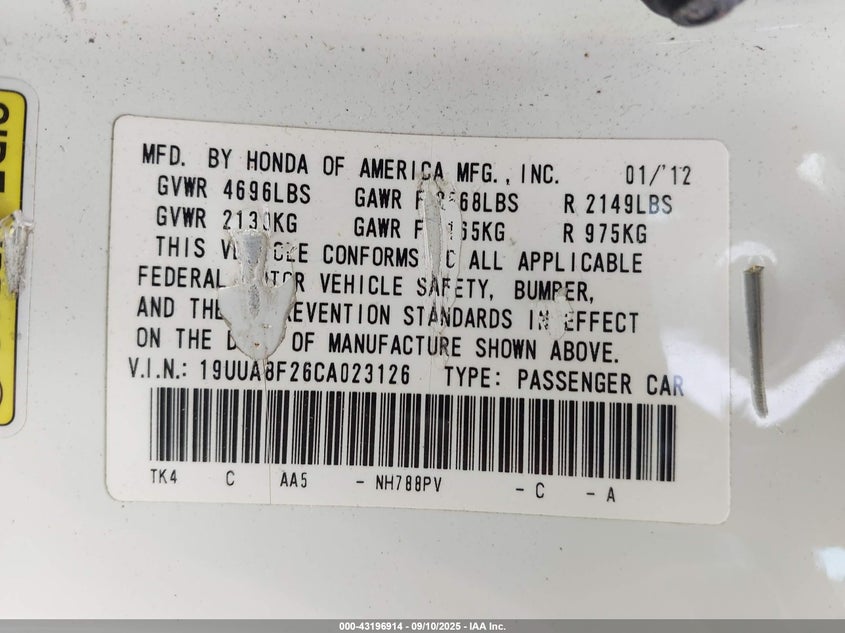 MFD. BY HONDA OF AMERICA MFG., INC. 01/'12
GVWR 4696LBS GAWR F LBS R 2149LBS
GVWR KG GAWR F KG R 975KG
THIS CONFORMS ALL APPLICABLE
FEDERAL VEHICLE SAFETY, BUMPER,
AND STANDARDS IN EFFECT
ON THE OF MANUFACTURE SHOWN ABOVE.
V.I.N.: 19UUA8F26CA023126 TYPE: PASSENGER CAR
TK4 C AA5 - NH788PV - C - A
000-43196914 - 09/10/2025 - IAA Inc.